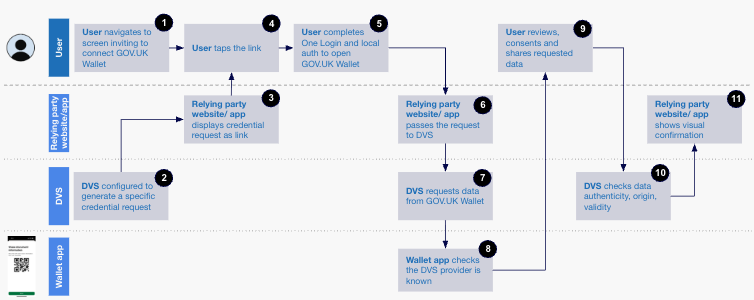 User
1
User navigates to
screen inviting to
connect GOV.UK
Wallet
4
User taps the link
5
User completes
One Login and local
auth to open
GOV.UK Wallet
9
User reviews,
consents and
shares requested
data
Relying party
website/app
3
Relying party
website/ app
displays credential
request as link
6
Relying party
website/ app
passes the request
to DVS
11
Relying party
website/ app
shows visual
confirmation
DVS
2
DVS configured to
generate a specific
credential request
7
DVS requests data
from GOV.UK Wallet
10
DVS checks data
authenticity, origin,
validity
Wallet app
8
Wallet app checks
the DVS provider is
known